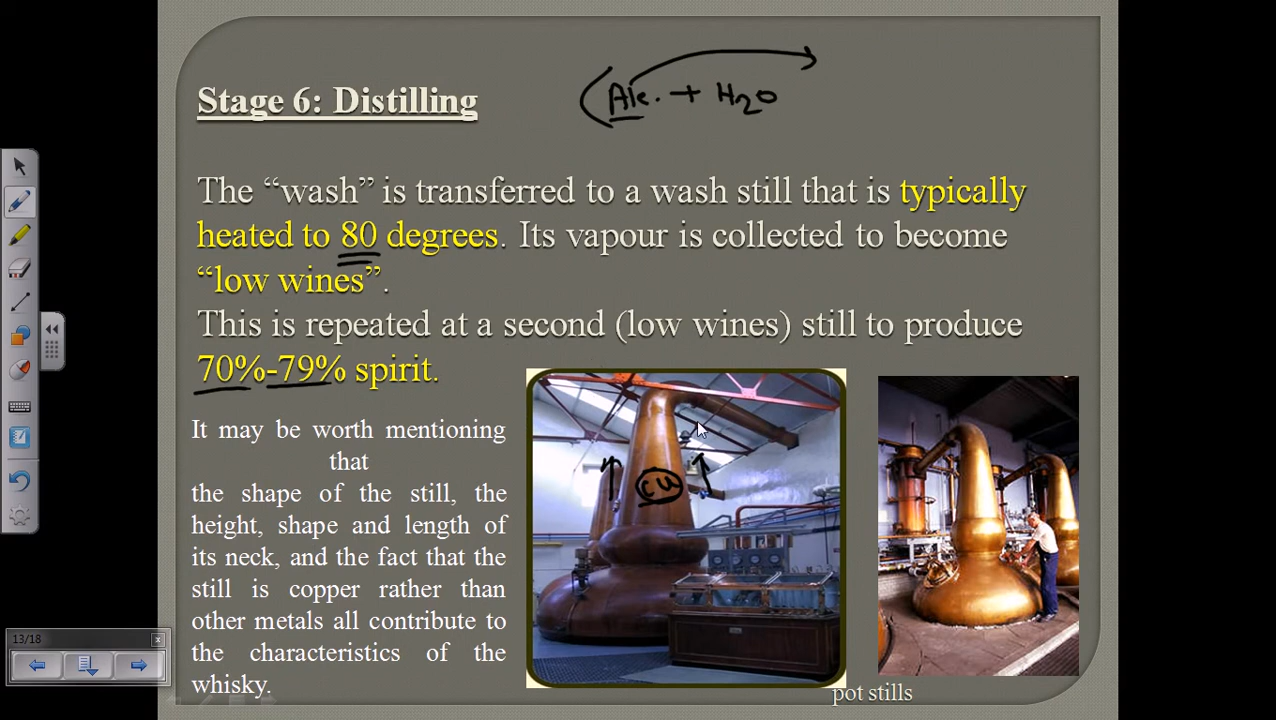 Stage 6: Distilling
Alc. + H2O
The “wash” is transferred to a wash still that is typically
heated to 80 degrees. Its vapour is collected to become
“low wines”.
This is repeated at a second (low wines) still to produce
70%-79% spirit.
It may be worth mentioning
that
the shape of the still, the
height, shape and length of
its neck, and the fact that the
still is copper rather than
other metals all contribute to
the characteristics of the
whisky.
Cu
pot stills
13/18
x